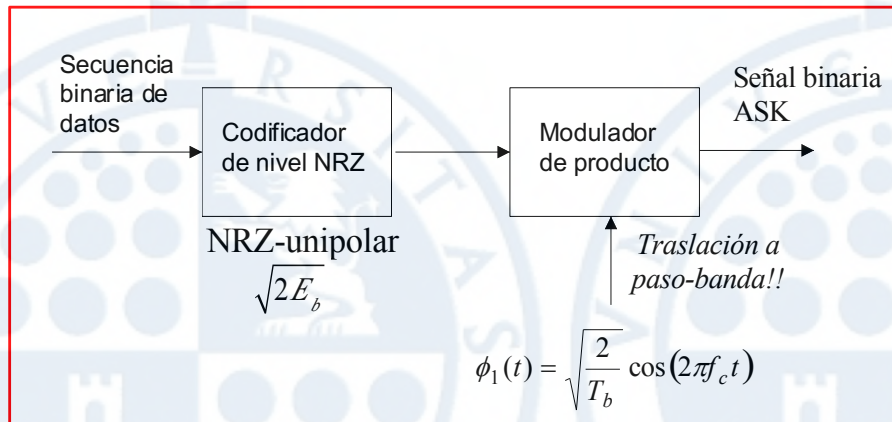 Secuencia
binaria de
datos
Codificador
de nivel NRZ
NRZ-unipolar
√(2E_b)
Modulador
de producto
Señal binaria
ASK
Traslación a
paso-banda!!
ϕ₁(t) = √(2/T_b) cos(2πf_c t)
VERSITAS